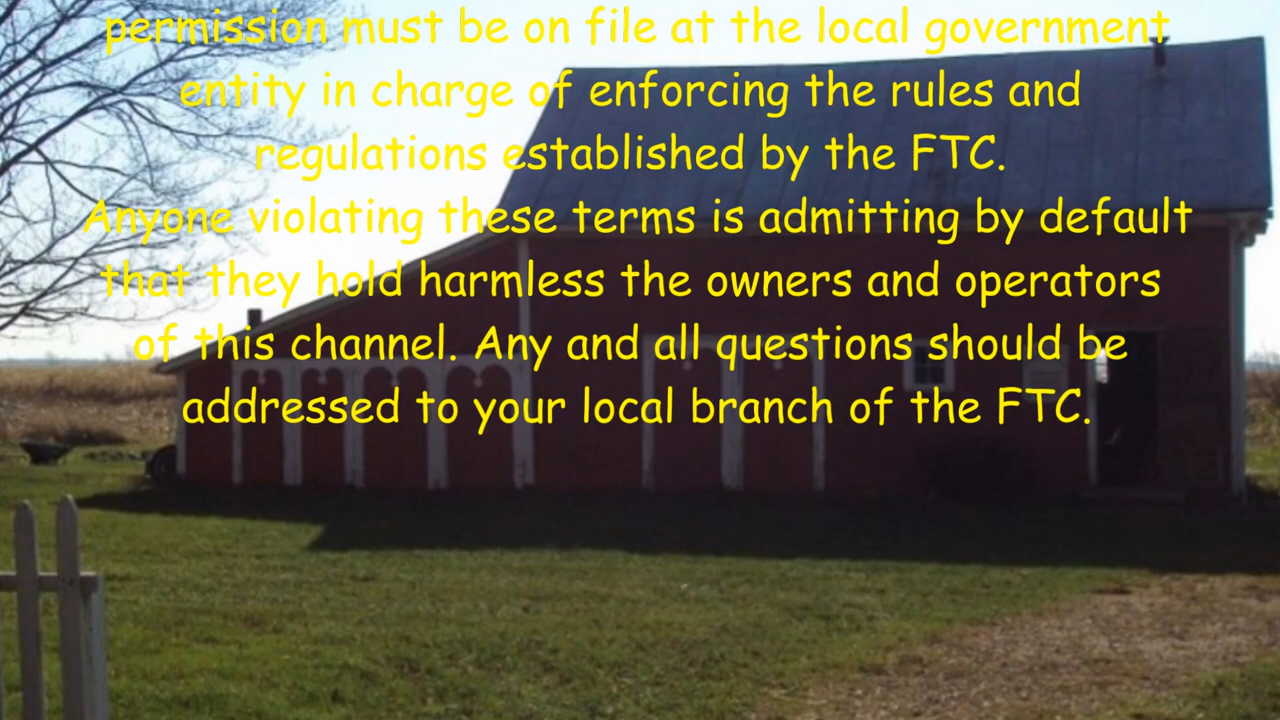 permission must be on file at the local government
entity in charge of enforcing the rules and
regulations established by the FTC.
Anyone violating these terms is admitting by default
that they hold harmless the owners and operators
of this channel. Any and all questions should be
addressed to your local branch of the FTC.